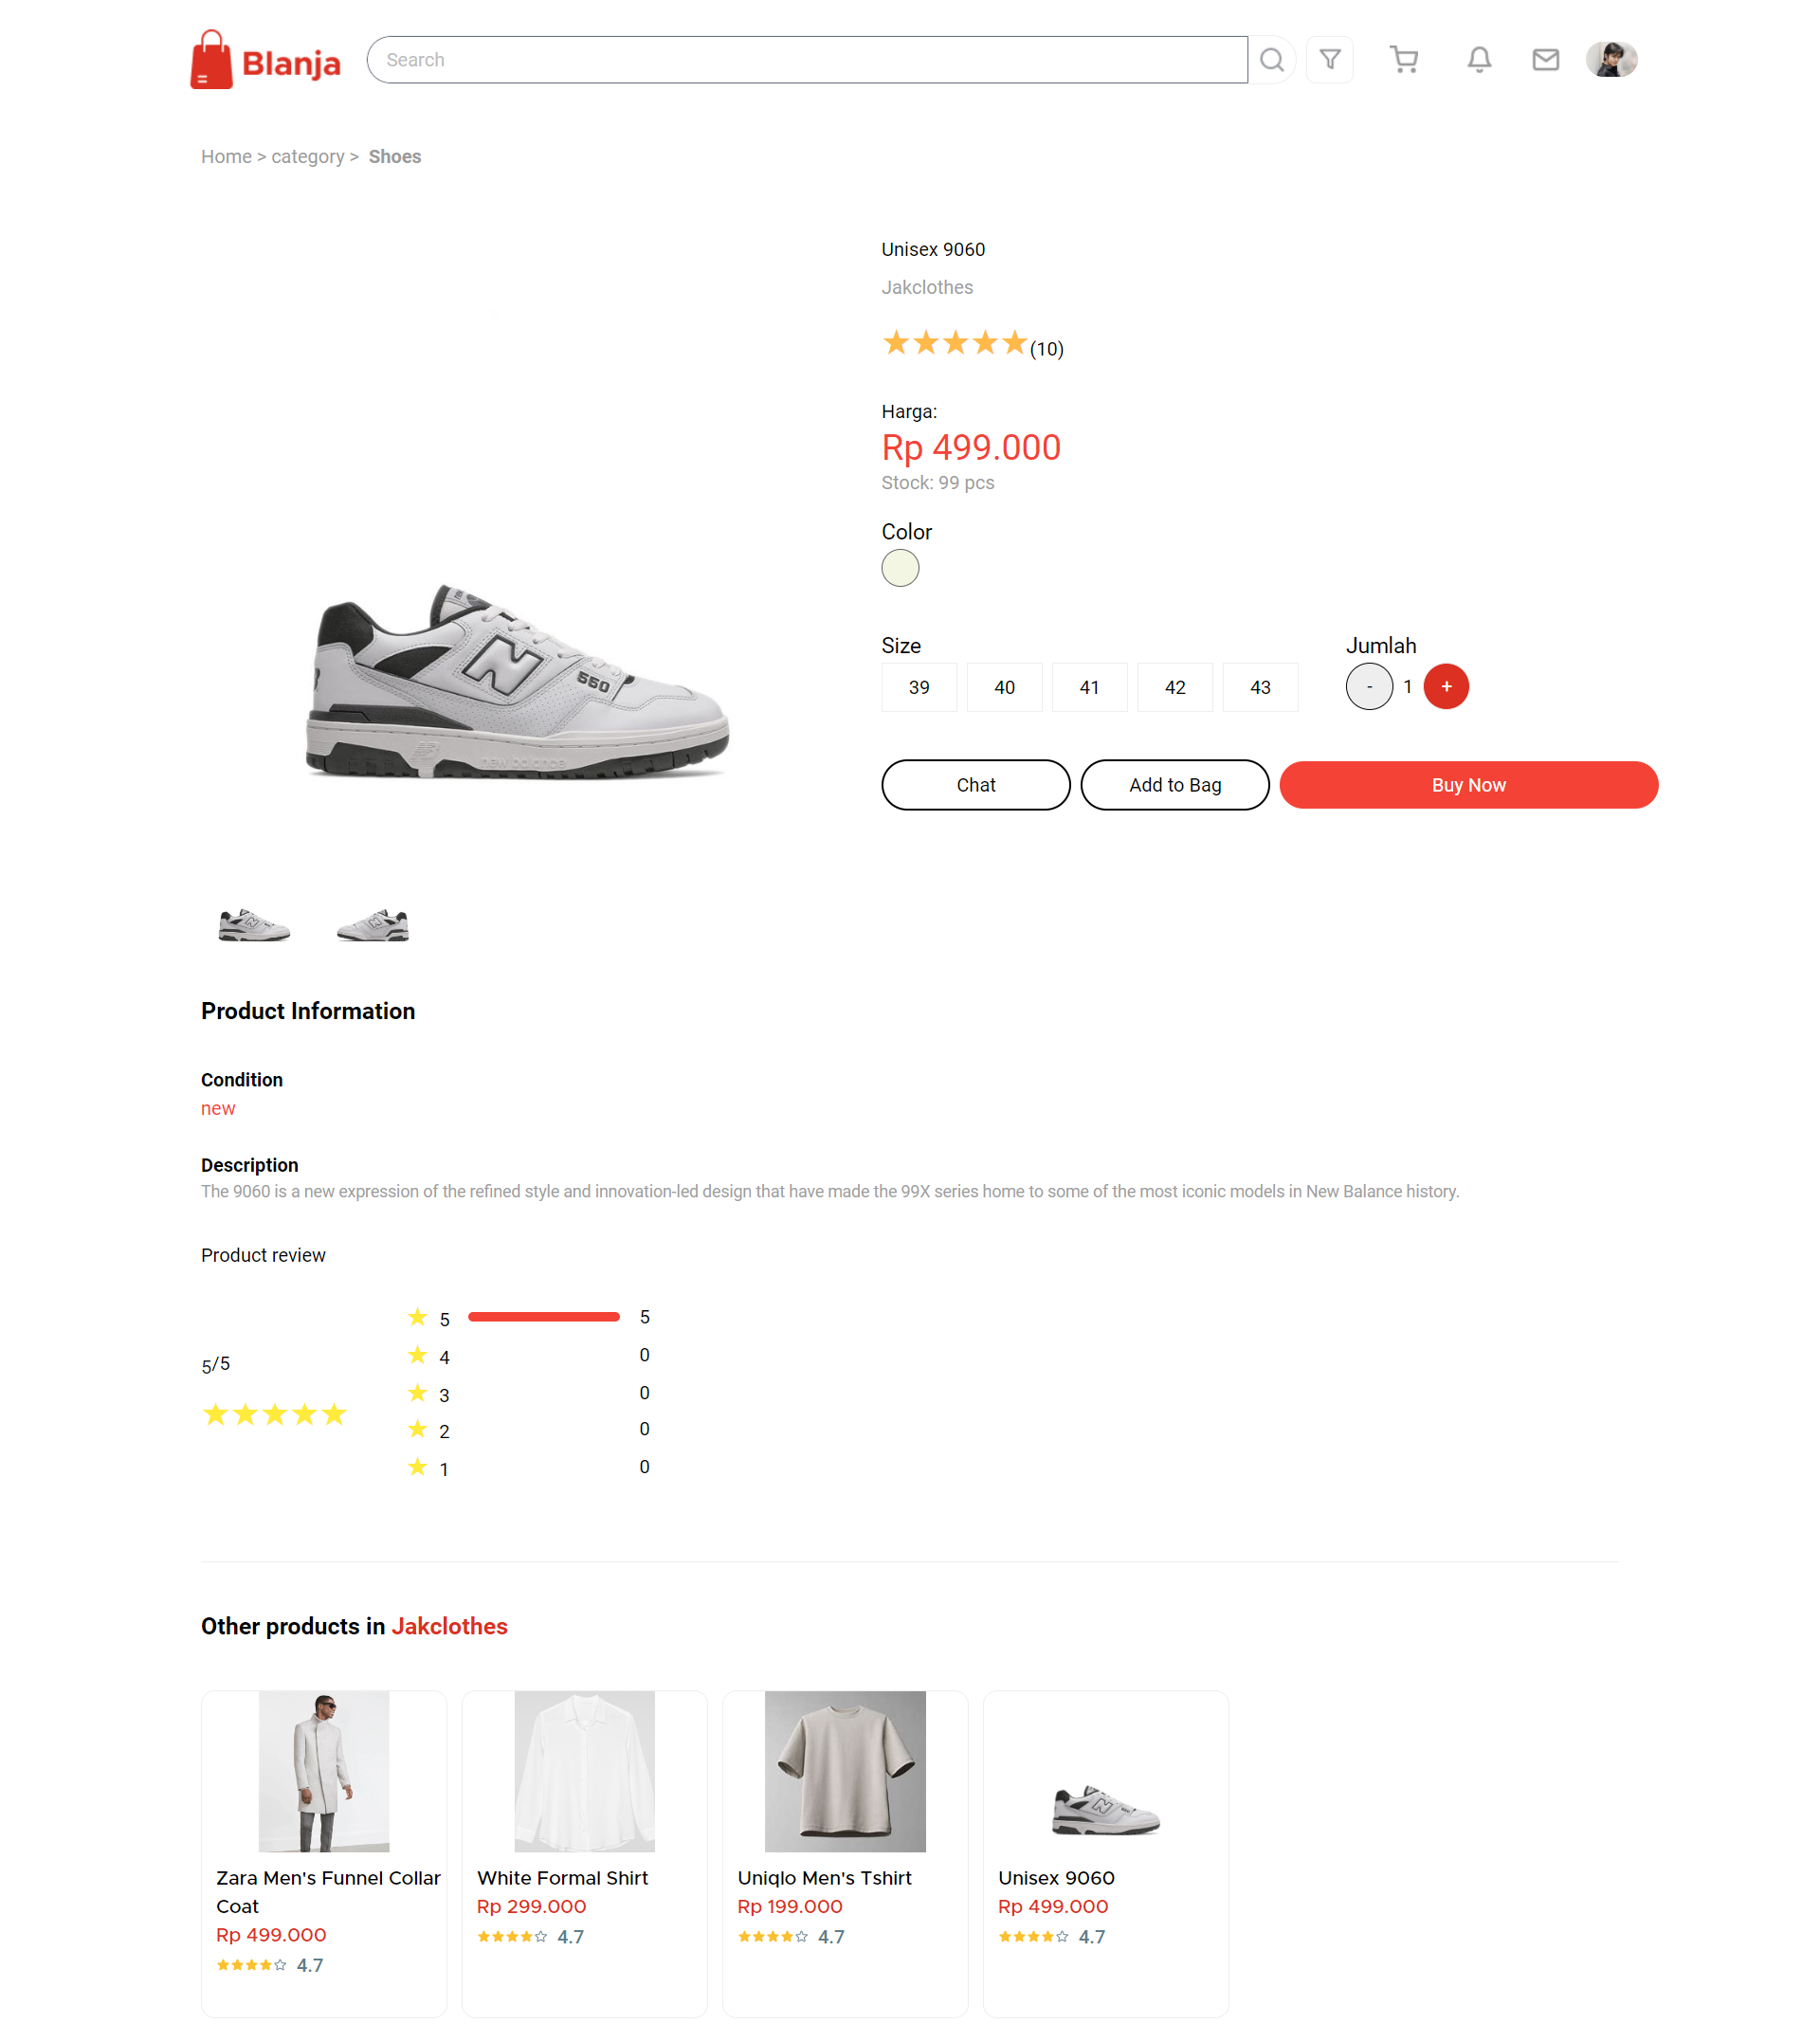 Blanja
Search
Home > category > Shoes
Unisex 9060
Jakclothes
(10)
Harga:
Rp 499.000
Stock: 99 pcs
Color
Size
39 40 41 42 43
Jumlah
- 1 +
Chat Add to Bag Buy Now
550
new balance
Product Information
Condition
new
Description
The 9060 is a new expression of the refined style and innovation-led design that have made the 99X series home to some of the most iconic models in New Balance history.
Product review
5/5
5 5
4 0
3 0
2 0
1 0
Other products in Jakclothes
Zara Men's Funnel Collar
Coat
Rp 499.000
4.7
White Formal Shirt
Rp 299.000
4.7
Uniqlo Men's Tshirt
Rp 199.000
4.7
Unisex 9060
Rp 499.000
4.7